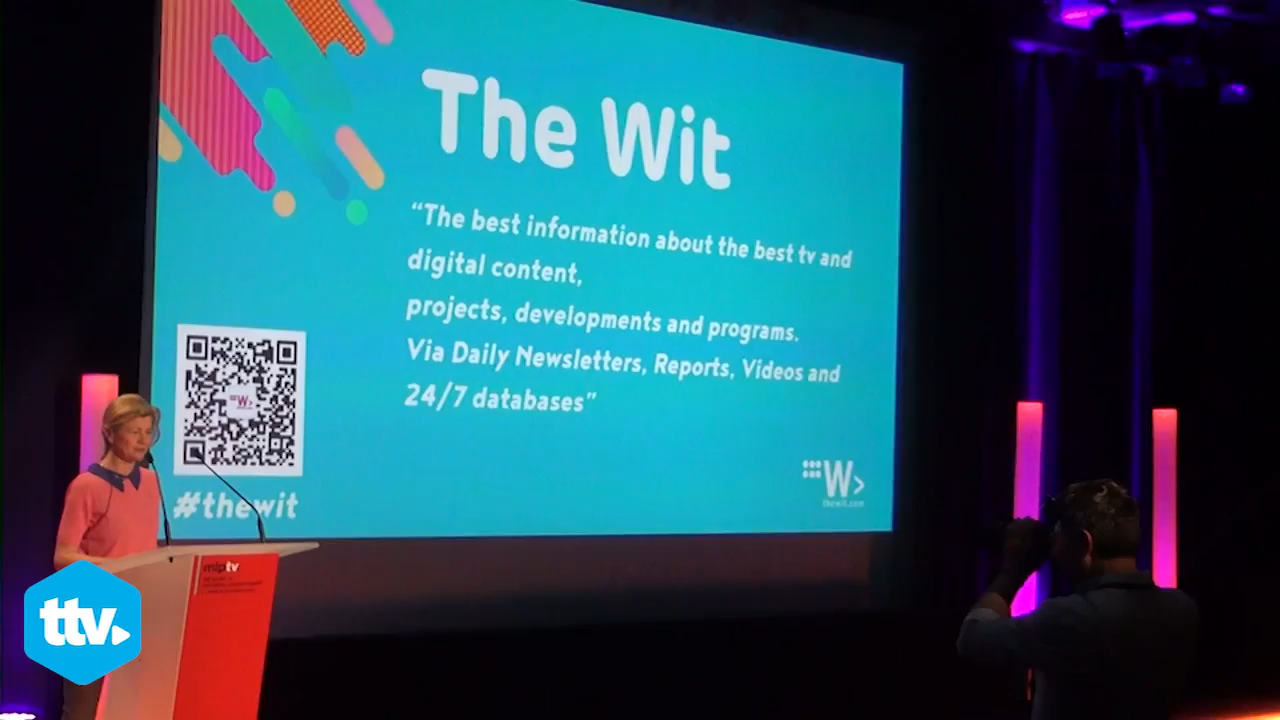 The Wit
“The best information about the best tv and
digital content,
projects, developments and programs.
Via Daily Newsletters, Reports, Videos and
24/7 databases”
W
#thewit
W>
thewit.com
miptv
ttv